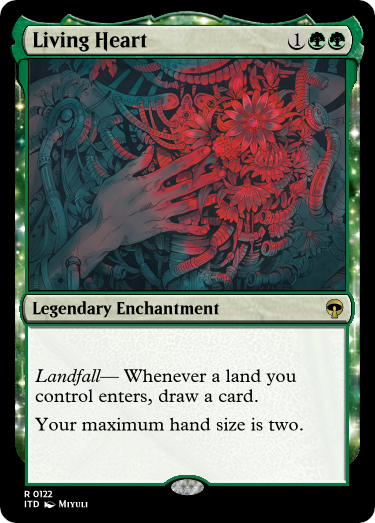 Living Heart 1
Legendary Enchantment
Landfall— Whenever a land you
control enters, draw a card.
Your maximum hand size is two.
R 0122
ITD Miyuli